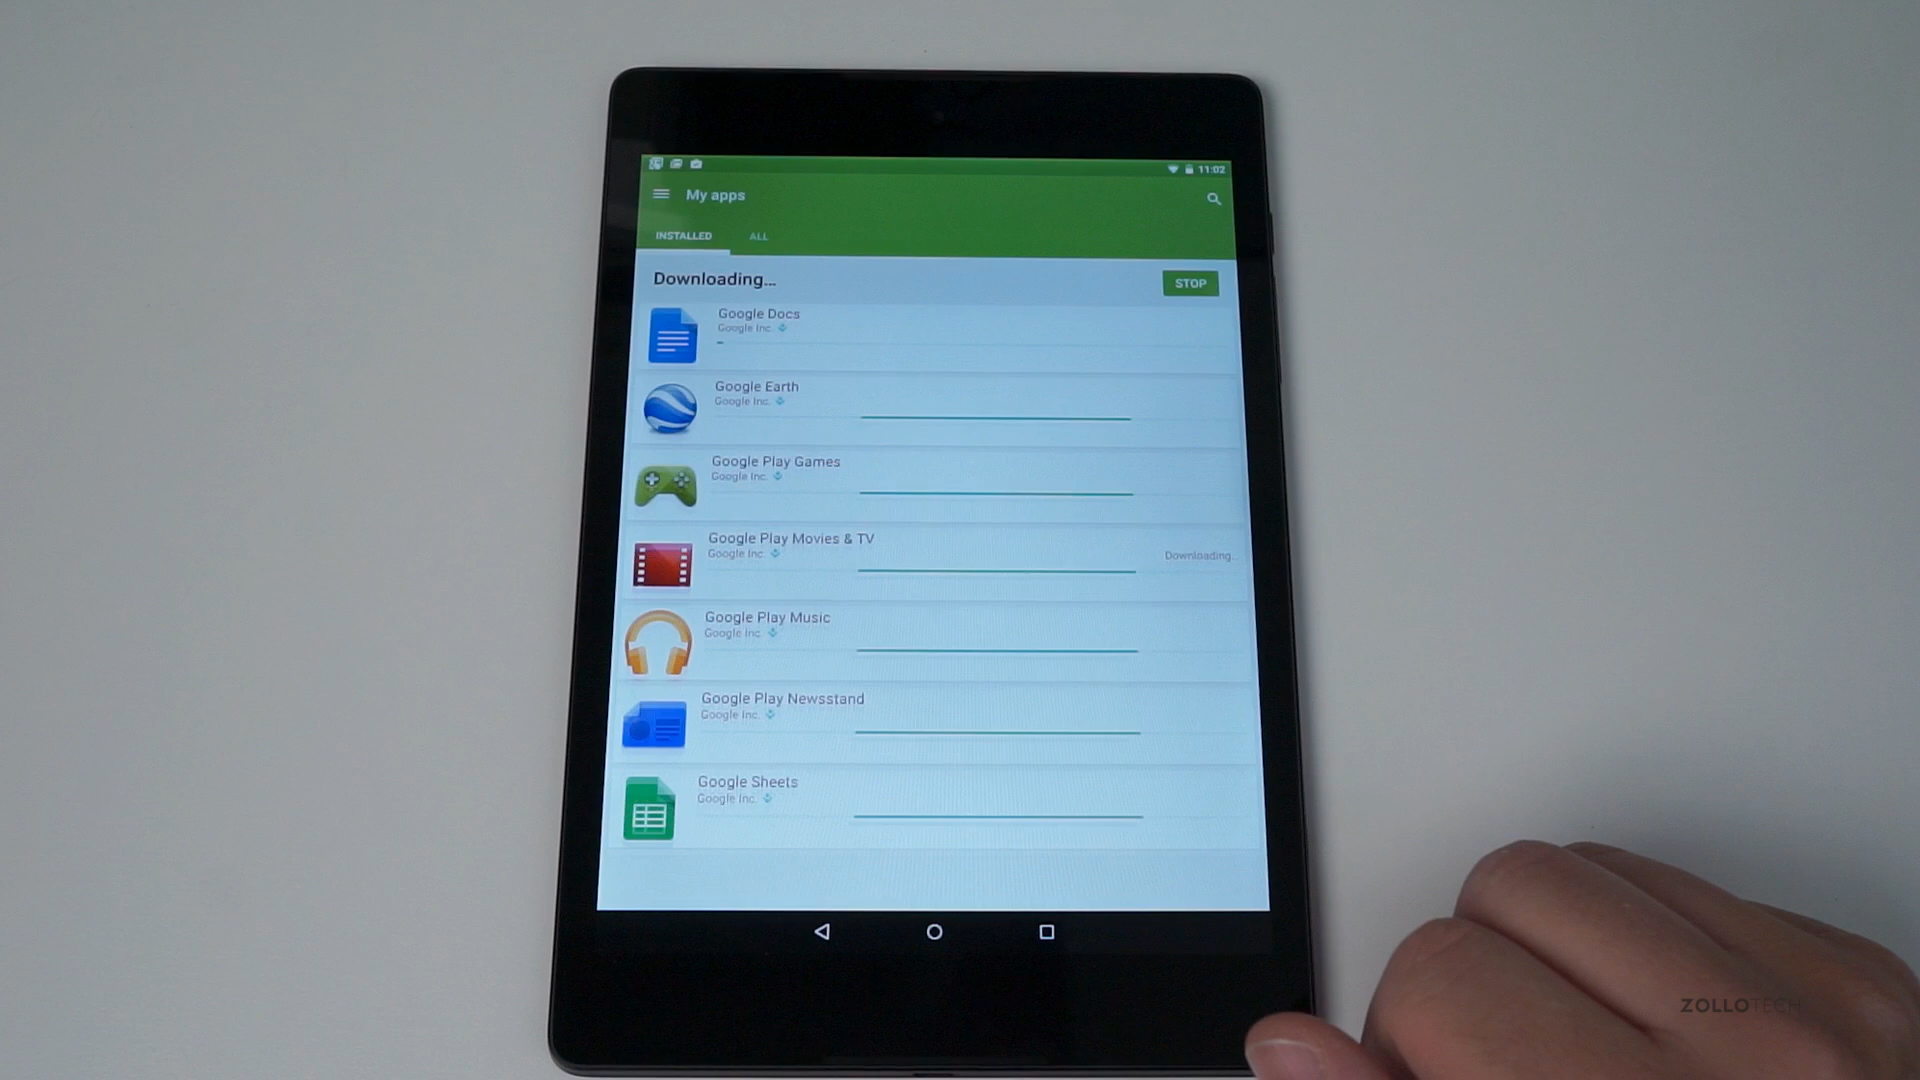 11:02
My apps
INSTALLED ALL
Downloading...
STOP
Google Docs
Google Inc.
Google Earth
Google Inc.
Google Play Games
Google Inc.
Google Play Movies & TV
Google Inc.
Downloading...
Google Play Music
Google Inc.
Google Play Newsstand
Google Inc.
Google Sheets
Google Inc.
ZOLLOTECH